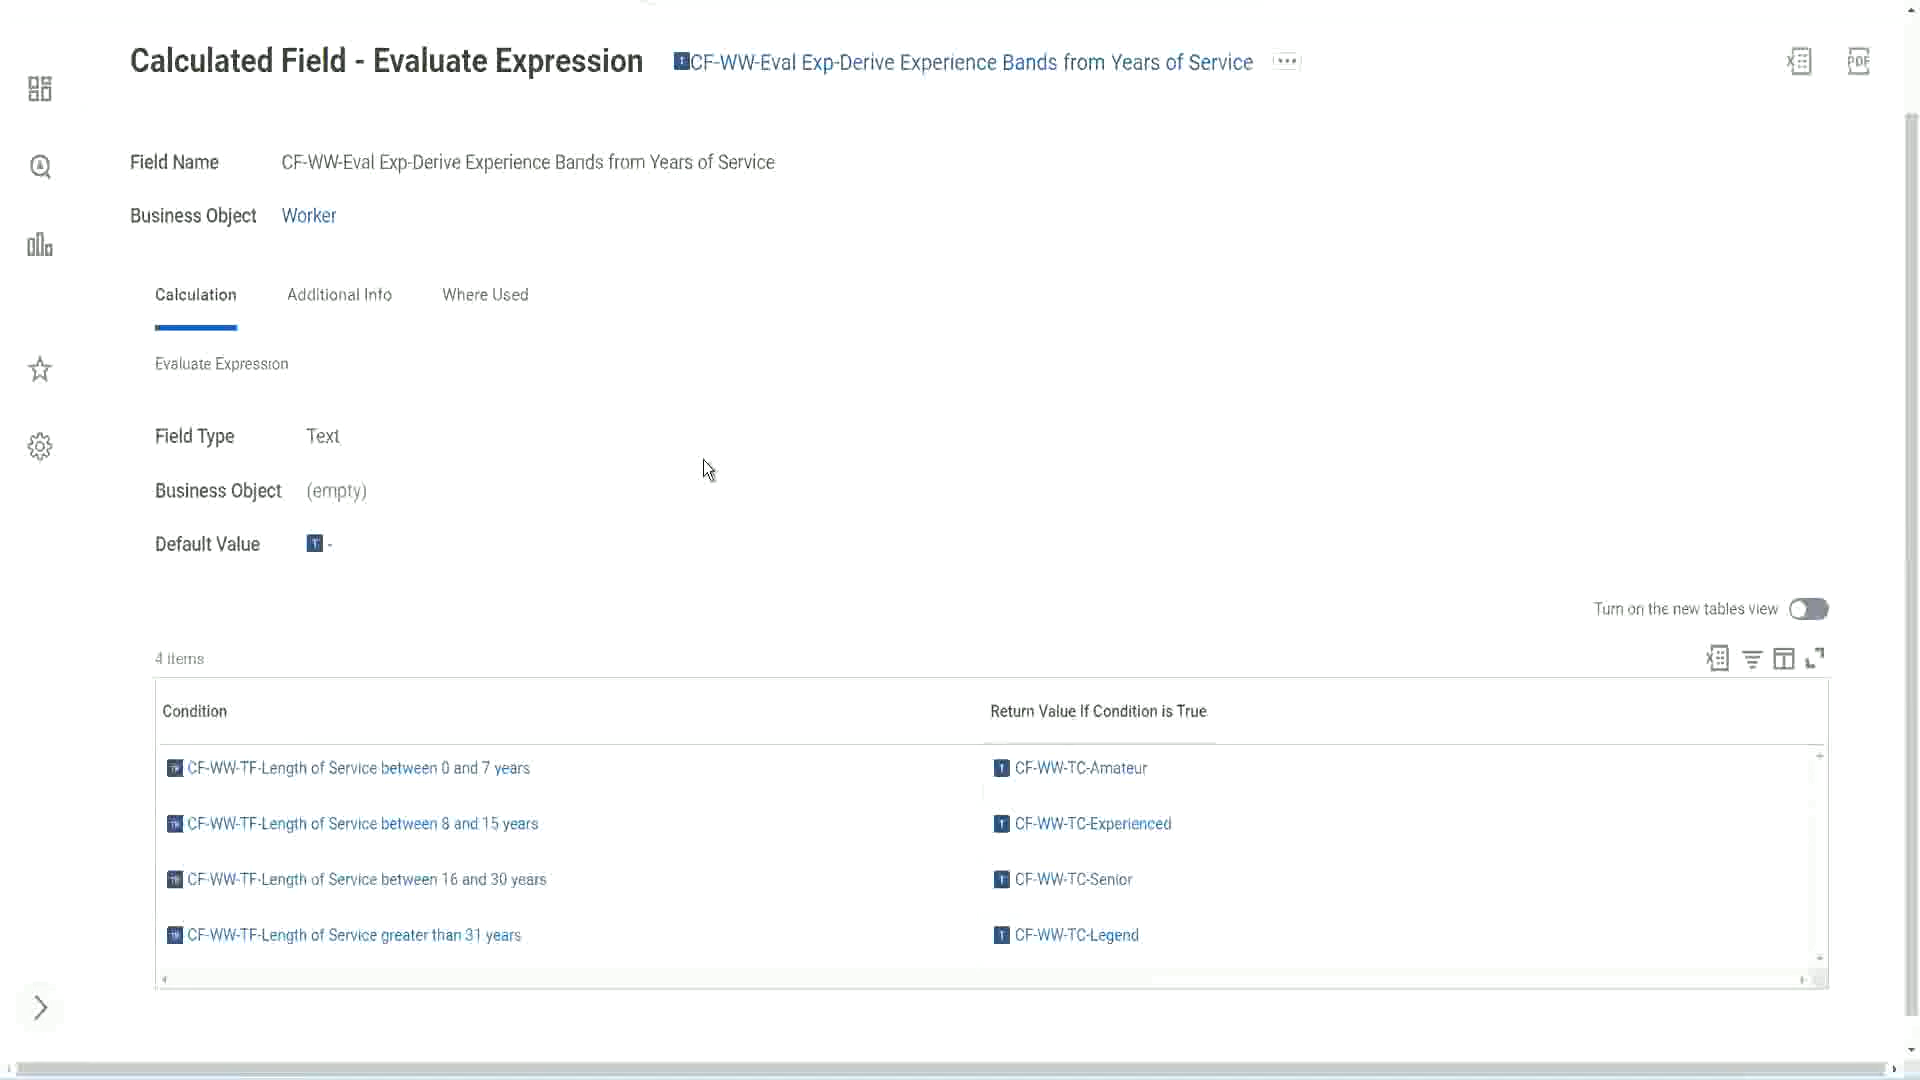 Calculated Field - Evaluate Expression CF-WW-Eval Exp-Derive Experience Bands from Years of Service
PDF
Field Name CF-WW-Eval Exp-Derive Experience Bands from Years of Service
Business Object Worker
Calculation Additional Info Where Used
Evaluate Expression
Field Type Text
Business Object (empty)
Default Value -
Turn on the new tables view
4 items
Condition Return Value If Condition is True
CF-WW-TF-Length of Service between 0 and 7 years CF-WW-TC-Amateur
CF-WW-TF-Length of Service between 8 and 15 years CF-WW-TC-Experienced
CF-WW-TF-Length of Service between 16 and 30 years CF-WW-TC-Senior
CF-WW-TF-Length of Service greater than 31 years CF-WW-TC-Legend